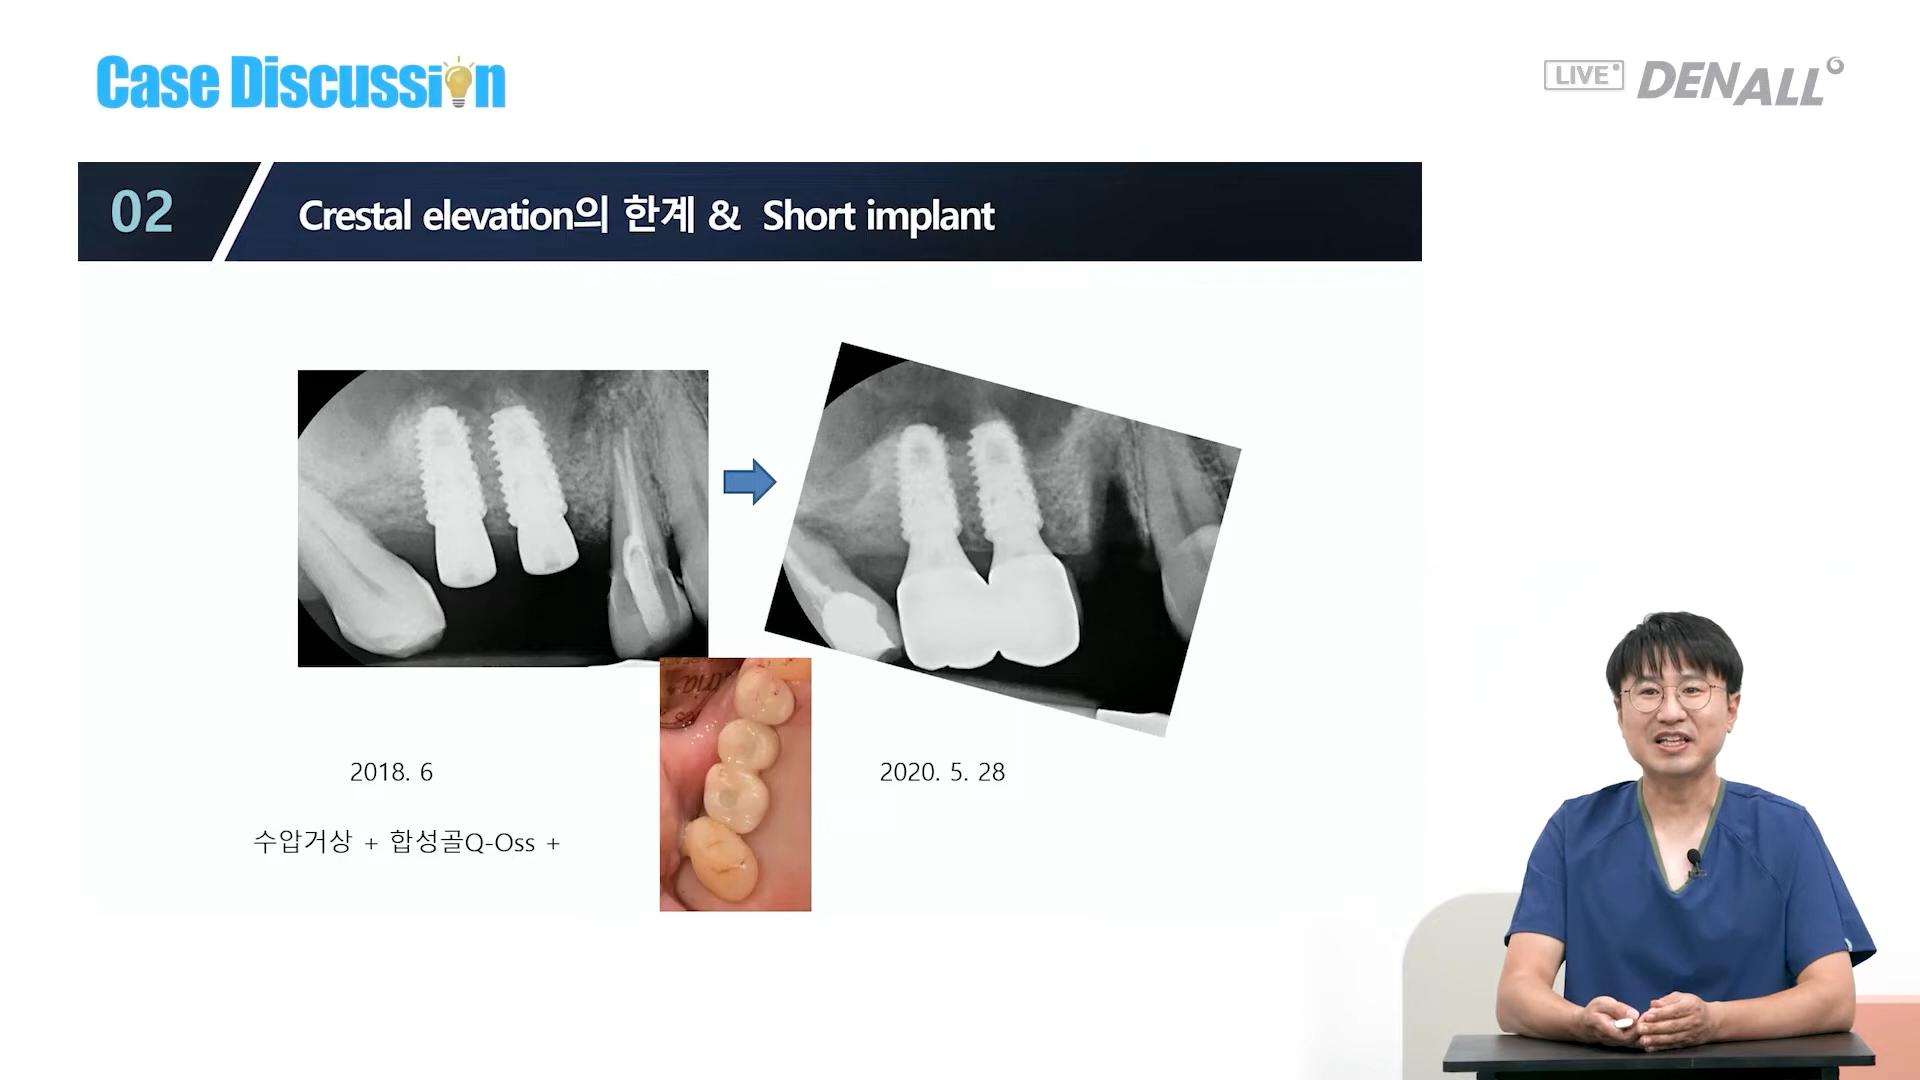 Case Discussion
LIVE DENALL
02
Crestal elevation의 한계 & Short implant
2018. 6
2020. 5. 28
수압거상 + 합성골Q-Oss +